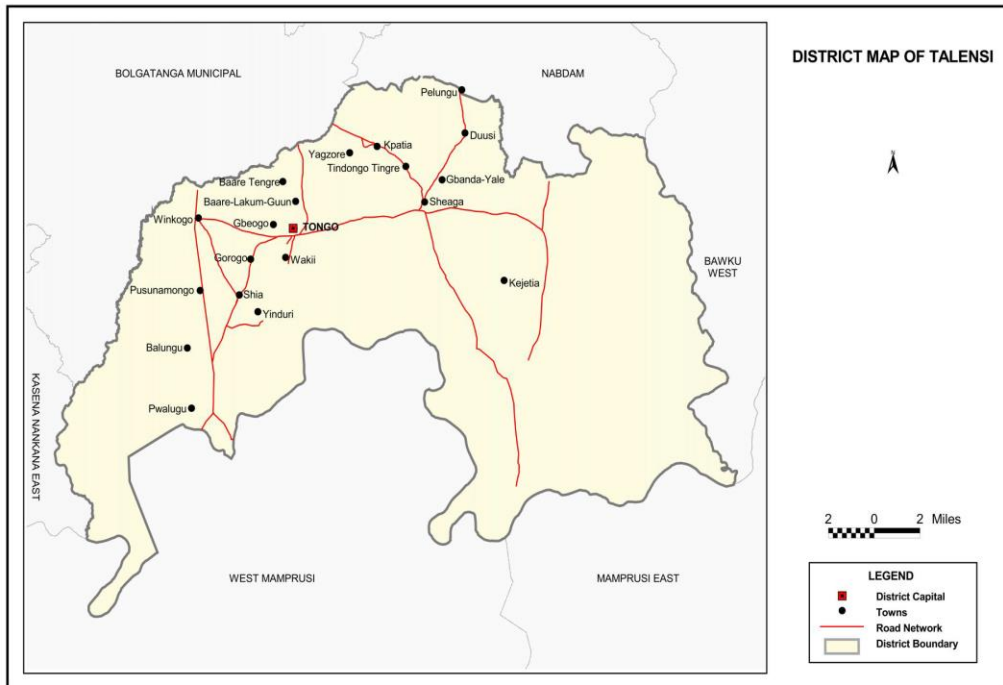 DISTRICT MAP OF TALENSI
BOLGATANGA MUNICIPAL
NABDAM
Pelungu
Duusi
Kpatia
Yagzore
Tindongo Tingre
Gbanda-Yale
Baare Tengre
Baare-Lakum-Guun
Sheaga
Winkogo
Gbeogo
TONGO
Gorogo
Wakii
BAWKU
WEST
Kejetia
Pusunamongo
Shia
Yinduri
Balungu
KASENA NANKANA EAST
Pwalugu
WEST MAMPRUSI
MAMPRUSI EAST
N
2 0 2 Miles
LEGEND
District Capital
Towns
Road Network
District Boundary